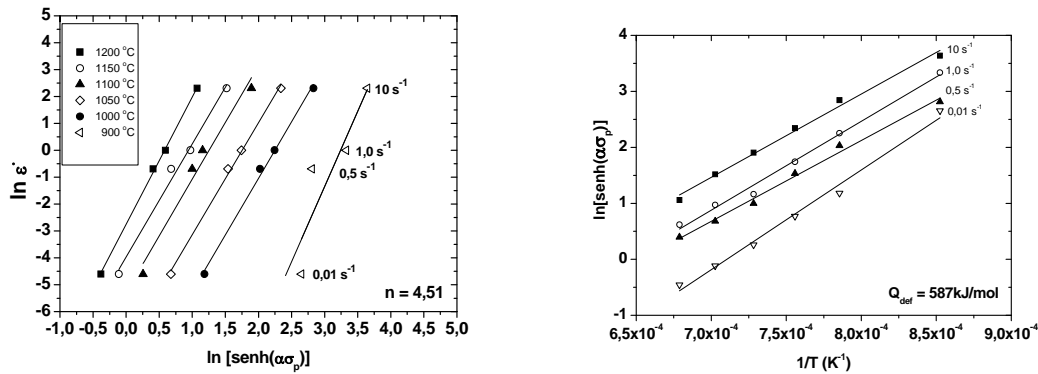 ln ε̇
5
4
3
2
1
0
-1
-2
-3
-4
-5
-6
1200 °C
1150 °C
1100 °C
1050 °C
1000 °C
900 °C
10 s⁻¹
1,0 s⁻¹
0,5 s⁻¹
0,01 s⁻¹
n = 4,51
-1,0 -0,5 0,0 0,5 1,0 1,5 2,0 2,5 3,0 3,5 4,0 4,5 5,0
ln [senh(ασₚ)]
ln[senh(ασₚ)]
4
3
2
1
0
-1
10 s⁻¹
1,0 s⁻¹
0,5 s⁻¹
0,01 s⁻¹
Q_def = 587kJ/mol
6,5x10⁻⁴ 7,0x10⁻⁴ 7,5x10⁻⁴ 8,0x10⁻⁴ 8,5x10⁻⁴ 9,0x10⁻⁴
1/T (K⁻¹)